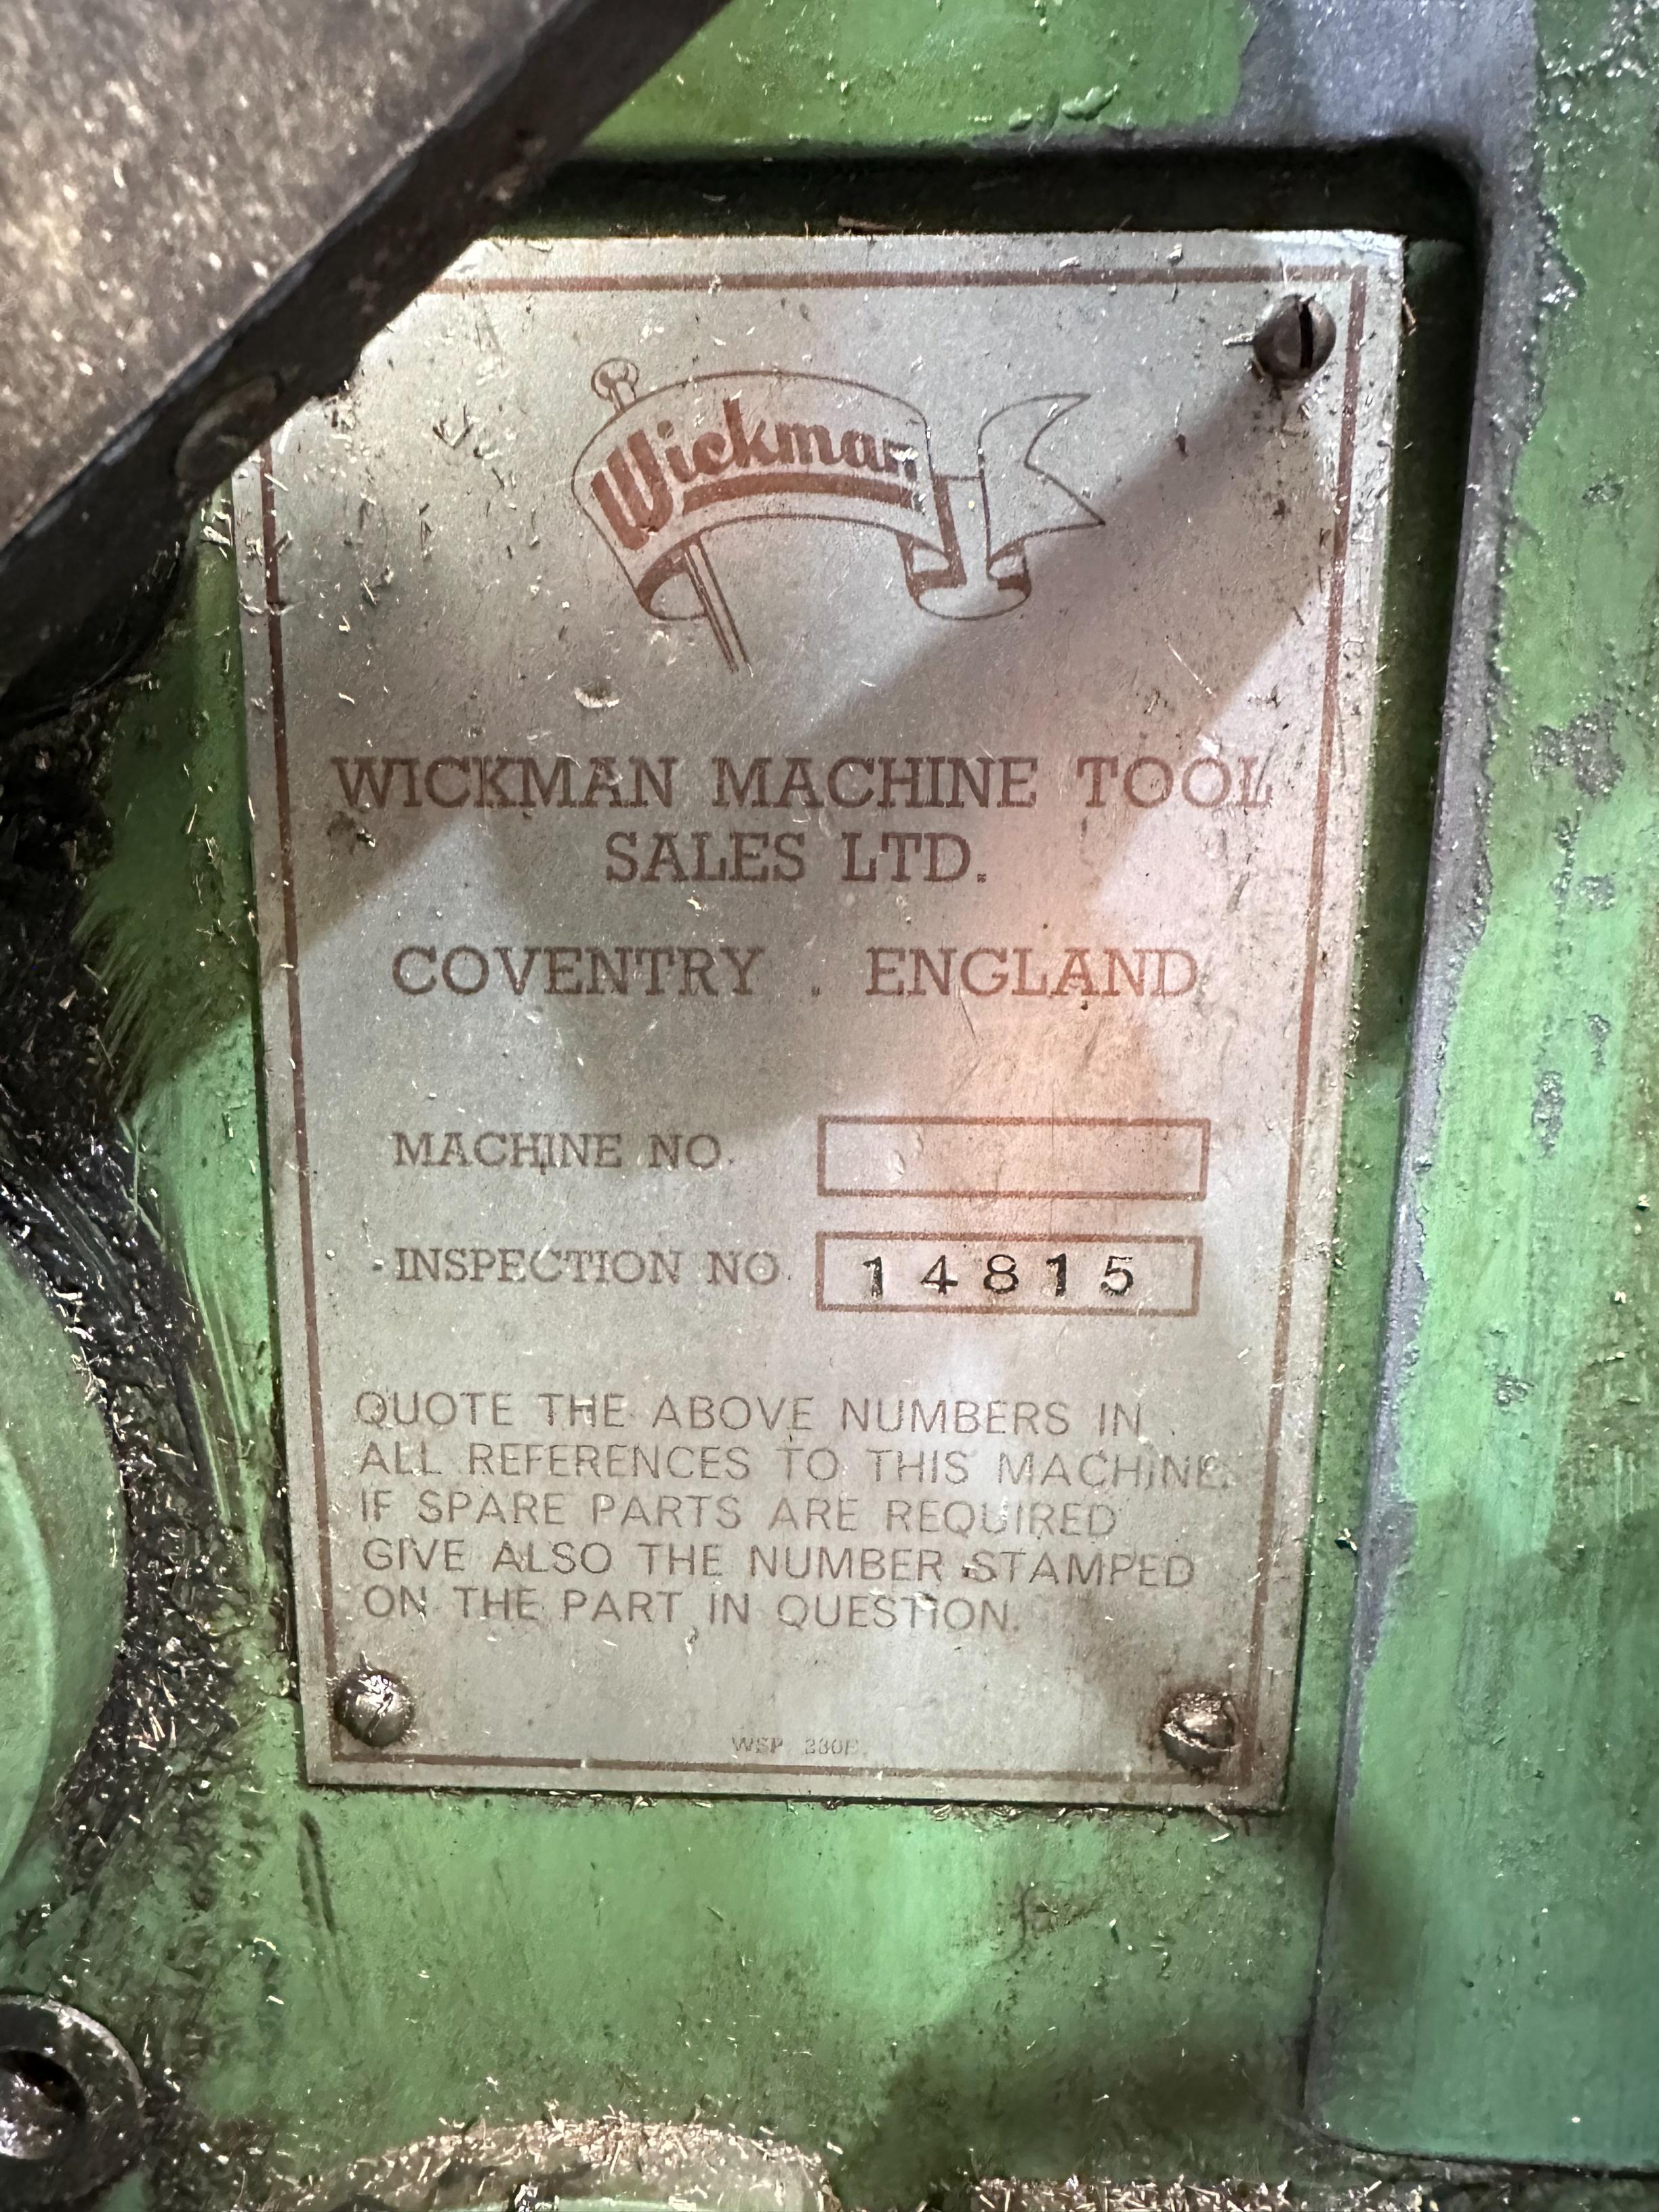 Wickman
WICKMAN MACHINE TOOL
SALES LTD.
COVENTRY . ENGLAND
MACHINE NO.
INSPECTION NO. 14815
QUOTE THE ABOVE NUMBERS IN
ALL REFERENCES TO THIS MACHINE.
IF SPARE PARTS ARE REQUIRED
GIVE ALSO THE NUMBER STAMPED
ON THE PART IN QUESTION.
WSP